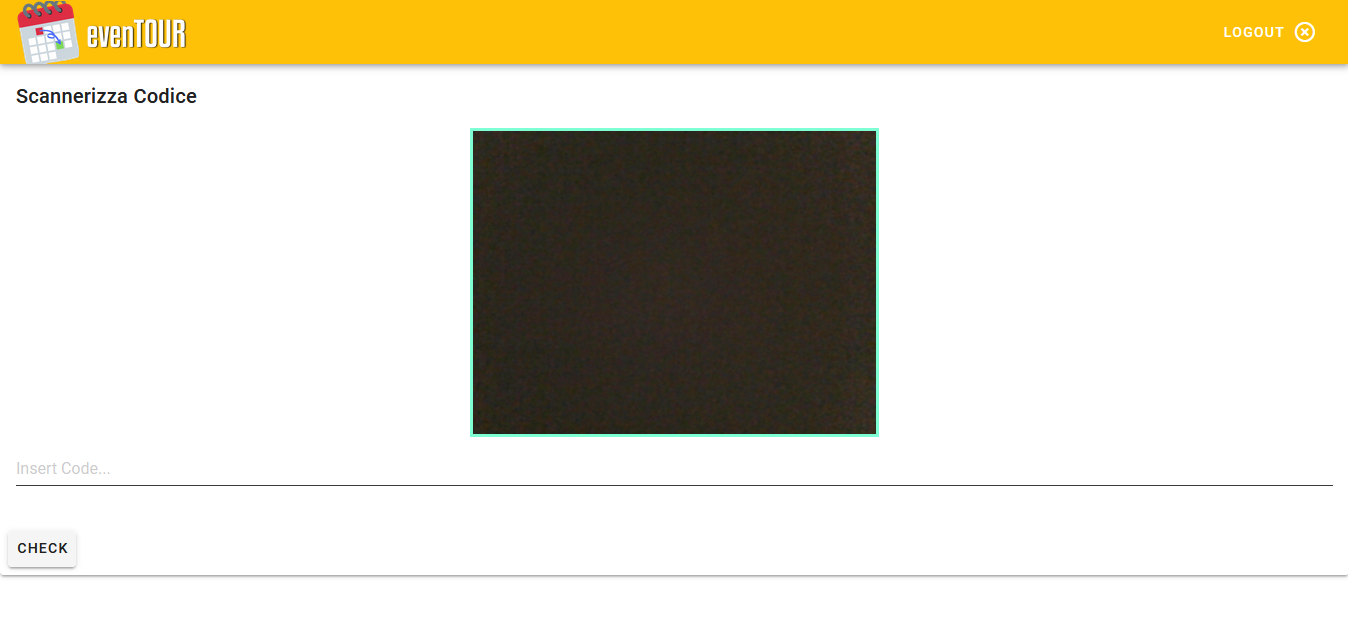 evenTOUR
LOGOUT
Scannerizza Codice
Insert Code...
CHECK